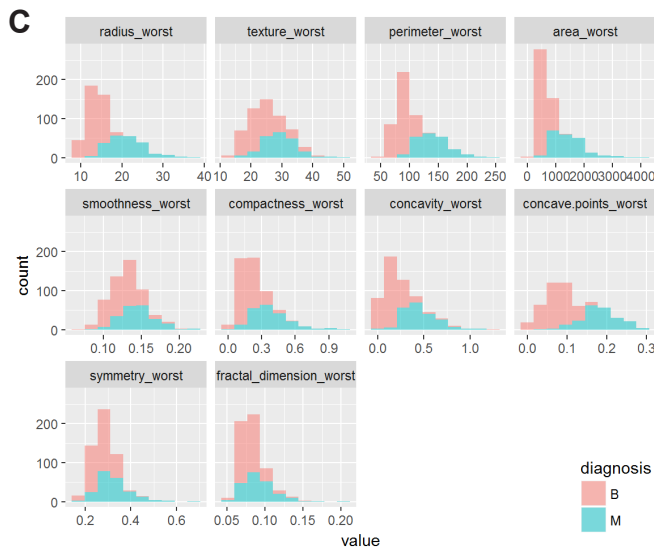 C
radius_worst texture_worst perimeter_worst area_worst
200
100
0
10 20 30 40 10 20 30 40 50 50 100 150 200 250 0 1000 2000 3000 4000
smoothness_worst compactness_worst concavity_worst concave.points_worst
200
100
0
0.10 0.15 0.20 0.0 0.3 0.6 0.9 0.0 0.5 1.0 0.0 0.1 0.2 0.3
count
symmetry_worst fractal_dimension_worst
200
100
0
0.2 0.4 0.6 0.05 0.10 0.15 0.20
value
diagnosis
B
M